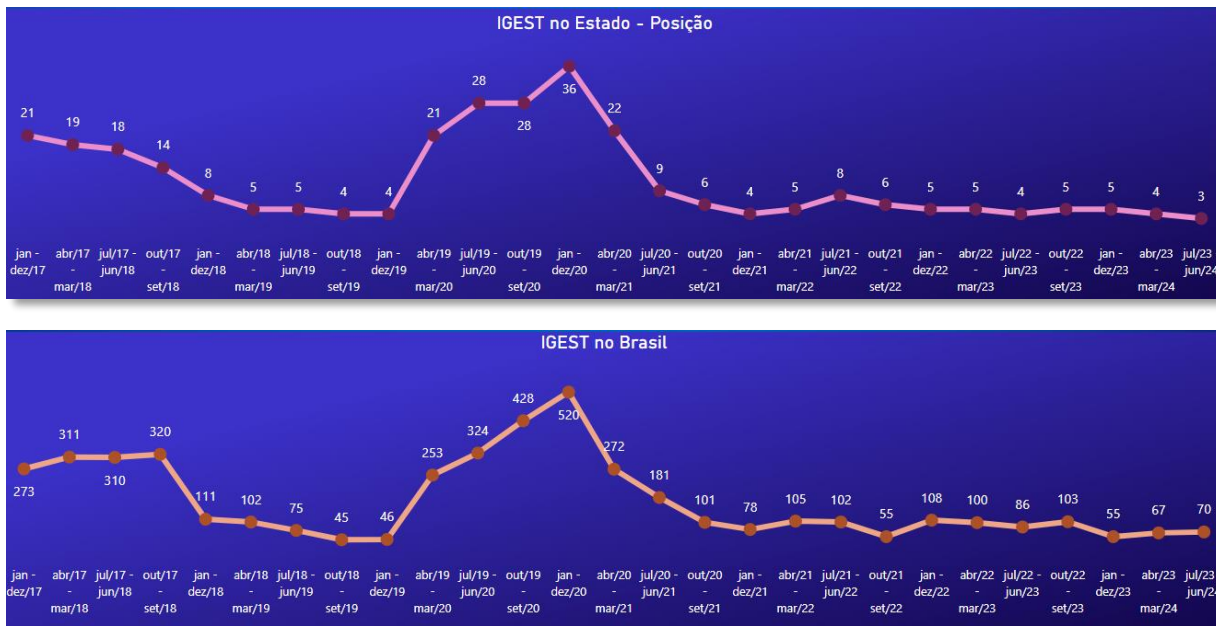 IGEST no Estado - Posição
21 19 18 14 8 5 5 4 4 21 28 28 36 22 9 6 4 5 8 6 5 5 4 5 5 4 3
jan - abr/17 jul/17 - out/17 jan - abr/18 jul/18 - out/18 jan - abr/19 jul/19 - out/19 jan - abr/20 jul/20 - out/20 jan - abr/21 jul/21 - out/21 jan - abr/22 jul/22 - out/22 jan - abr/23 jul/23
dez/17 - jun/18 - dez/18 - jun/19 - dez/19 - jun/20 - dez/20 - jun/21 - dez/21 - jun/22 - dez/22 - jun/23 - dez/23 - jun/24
mar/18 set/18 mar/19 set/19 mar/20 set/20 mar/21 set/21 mar/22 set/22 mar/23 set/23 mar/24
IGEST no Brasil
273 311 310 320 111 102 75 45 46 253 324 428 520 272 181 101 78 105 102 55 108 100 86 103 55 67 70
jan - abr/17 jul/17 - out/17 jan - abr/18 jul/18 - out/18 jan - abr/19 jul/19 - out/19 jan - abr/20 jul/20 - out/20 jan - abr/21 jul/21 - out/21 jan - abr/22 jul/22 - out/22 jan - abr/23 jul/23
dez/17 - jun/18 - dez/18 - jun/19 - dez/19 - jun/20 - dez/20 - jun/21 - dez/21 - jun/22 - dez/22 - jun/23 - dez/23 - jun/24
mar/18 set/18 mar/19 set/19 mar/20 set/20 mar/21 set/21 mar/22 set/22 mar/23 set/23 mar/24